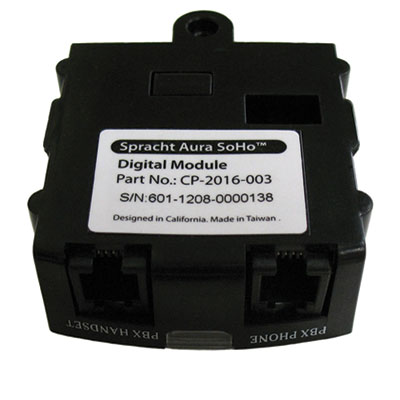 Spracht Aura SoHo™
Digital Module
Part No.: CP-2016-003
S/N:601-1208-0000138
Designed in California. Made in Taiwan .
PBX HANDSET
PBX PHONE